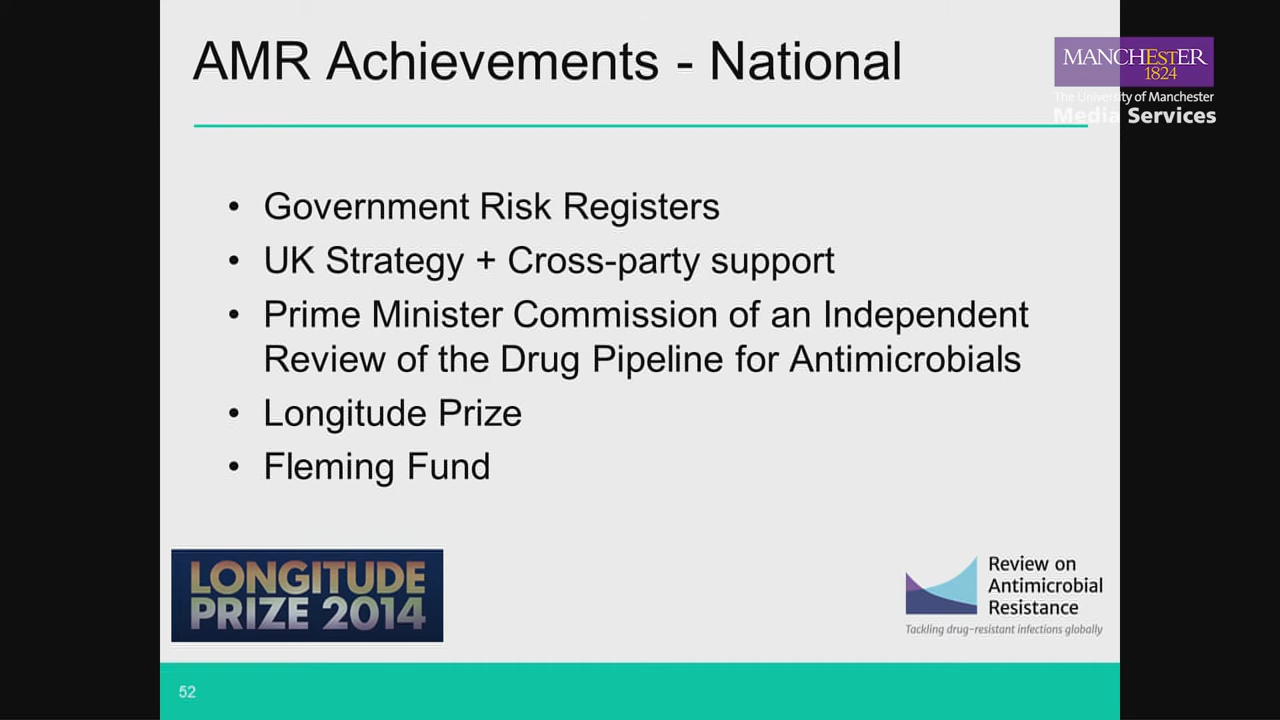 AMR Achievements - National
MANCHESTER
1824
The University of Manchester
Media Services
• Government Risk Registers
• UK Strategy + Cross-party support
• Prime Minister Commission of an Independent
Review of the Drug Pipeline for Antimicrobials
• Longitude Prize
• Fleming Fund
LONGITUDE
PRIZE 2014
Review on
Antimicrobial
Resistance
Tackling drug-resistant infections globally
52